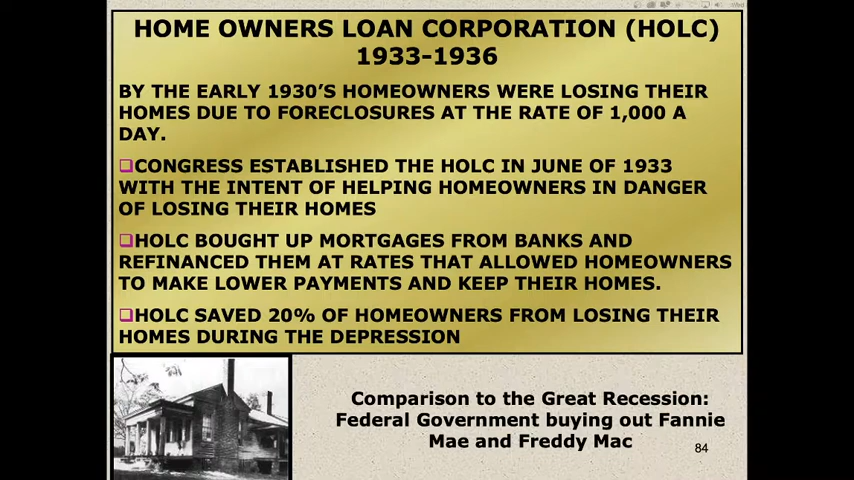 HOME OWNERS LOAN CORPORATION (HOLC)
1933-1936
BY THE EARLY 1930'S HOMEOWNERS WERE LOSING THEIR
HOMES DUE TO FORECLOSURES AT THE RATE OF 1,000 A
DAY.
❑CONGRESS ESTABLISHED THE HOLC IN JUNE OF 1933
WITH THE INTENT OF HELPING HOMEOWNERS IN DANGER
OF LOSING THEIR HOMES
❑HOLC BOUGHT UP MORTGAGES FROM BANKS AND
REFINANCED THEM AT RATES THAT ALLOWED HOMEOWNERS
TO MAKE LOWER PAYMENTS AND KEEP THEIR HOMES.
❑HOLC SAVED 20% OF HOMEOWNERS FROM LOSING THEIR
HOMES DURING THE DEPRESSION
Comparison to the Great Recession:
Federal Government buying out Fannie
Mae and Freddy Mac
84